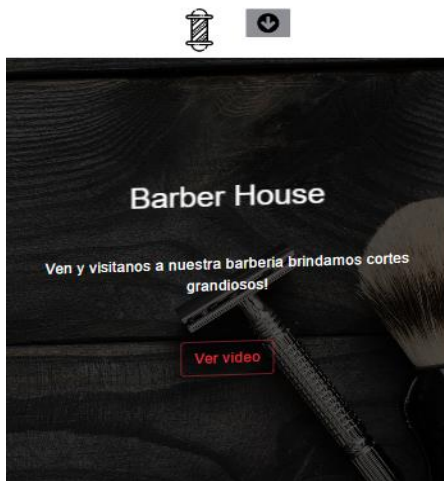 Barber House
Ven y visitanos a nuestra barberia brindamos cortes
grandiosos!
Ver video